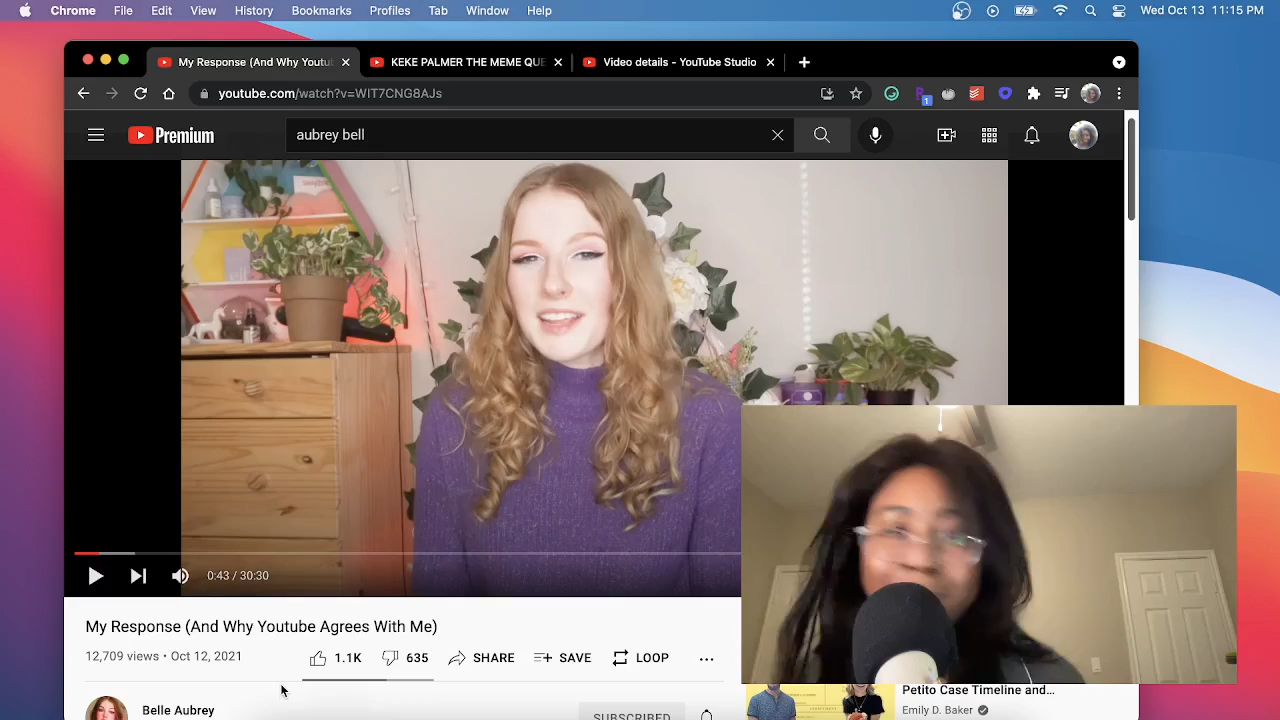 Chrome File Edit View History Bookmarks Profiles Tab Window Help Wed Oct 13 11:15 PM
My Response (And Why Youtu KEKE PALMER THE MEME QUE Video details - YouTube Studio
youtube.com/watch?v=WIT7CNG8AJs 1
Premium aubrey bell
0:43 / 30:30
My Response (And Why Youtube Agrees With Me)
12,709 views • Oct 12, 2021 1.1K 635 SHARE SAVE LOOP
Petito Case Timeline and...
Aubrey SUBSCRIBED Emily D. Baker